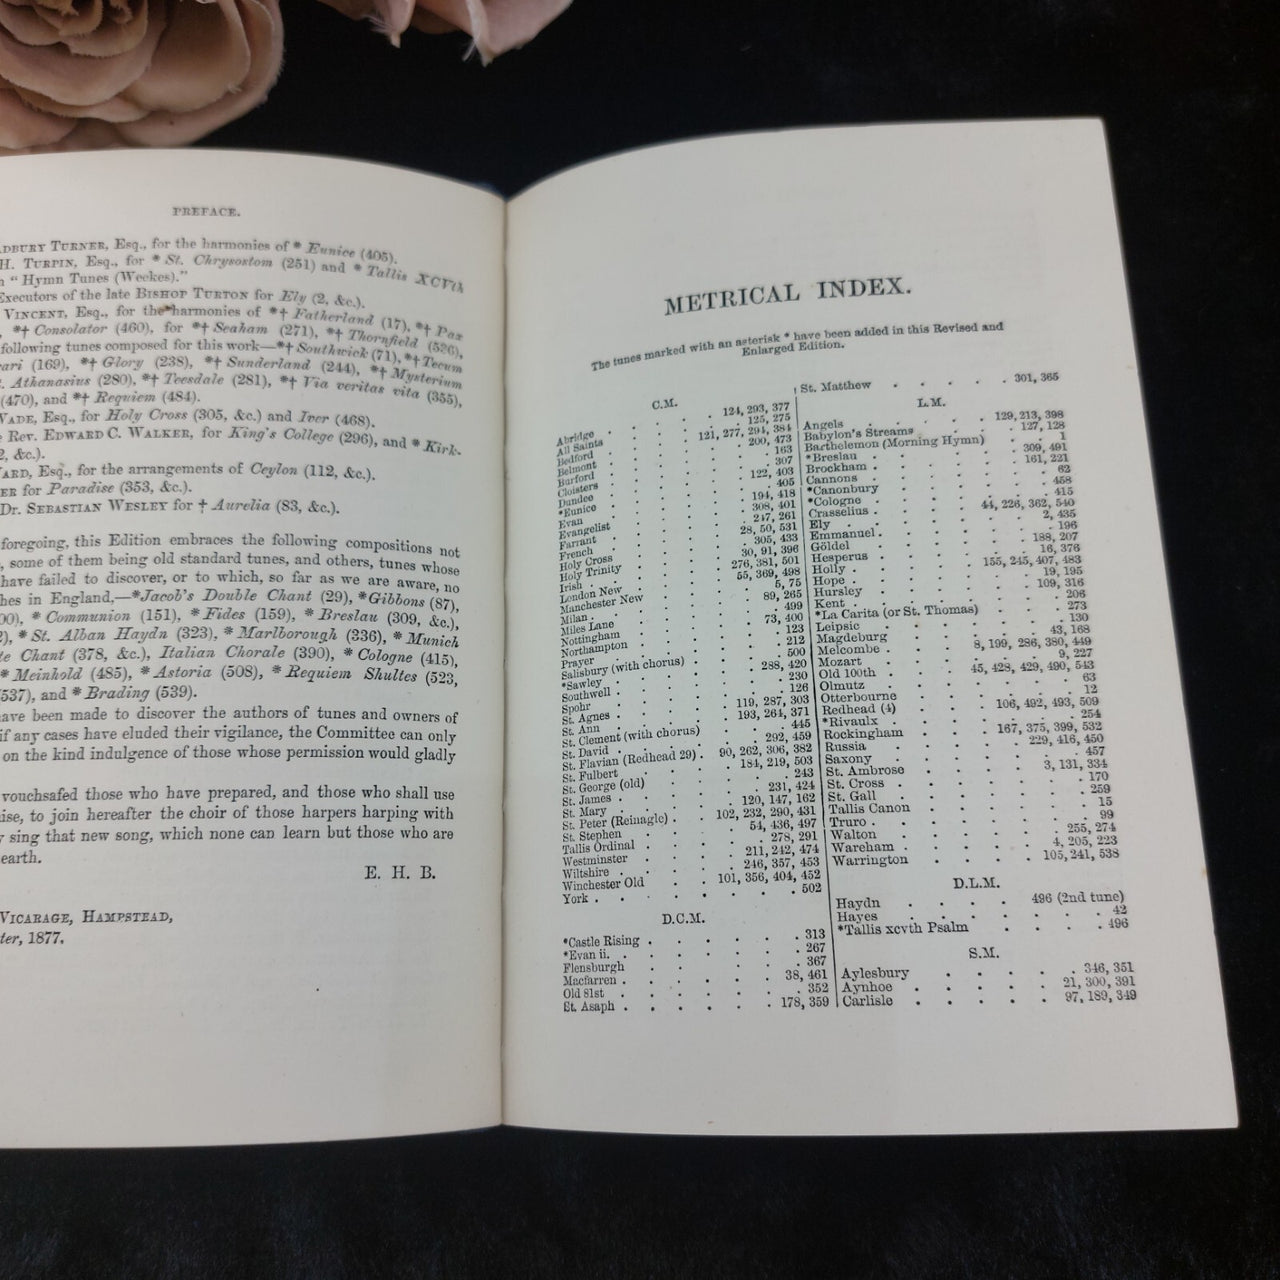 PREFACE.
DBURY TURNER, Esq., for the harmonies of * Eunice (405).
H. TURPIN, Esq., for * St. Chrysostom (251) and * Tallis XCVth
"Hymn Tunes (Weekes)."
Executors of the late BISHOP TURTON for Ely (2, &c.).
VINCENT, Esq., for the harmonies of *† Fatherland (17), *† Pax
*† Consolator (460), for *† Seaham (271), *† Thornfield (526),
following tunes composed for this work—*† Southwick (71), *† Tecum
ari (169), *† Glory (238), *† Sunderland (244), *† Mysterium
Athanasius (280), *† Teesdale (281), *† Via veritas vita (355),
(470), and *† Requiem (484).
WADE, Esq., for Holy Cross (305, &c.) and Iver (468).
Rev. EDWARD C. WALKER, for King's College (296), and * Kirk-
2, &c.).
ARD, Esq., for the arrangements of Ceylon (112, &c.).
ER for Paradise (353, &c.).
Dr. SEBASTIAN WESLEY for † Aurelia (83, &c.).
foregoing, this Edition embraces the following compositions not
, some of them being old standard tunes, and others, tunes whose
have failed to discover, or to which, so far as we are aware, no
hes in England,—*Jacob's Double Chant (29), *Gibbons (87),
00), * Communion (151), * Fides (159), * Breslau (309, &c.),
), * St. Alban Haydn (323), * Marlborough (336), * Munich
te Chant (378, &c.), Italian Chorale (390), * Cologne (415),
* Meinhold (485), * Astoria (508), * Requiem Shultes (523,
537), and * Brading (539).
have been made to discover the authors of tunes and owners of
if any cases have eluded their vigilance, the Committee can only
on the kind indulgence of those whose permission would gladly
vouchsafed those who have prepared, and those who shall use
ise, to join hereafter the choir of those harpers harping with
sing that new song, which none can learn but those who are
earth.
E. H. B.
VICARAGE, HAMPSTEAD,
ter, 1877.
METRICAL INDEX.
The tunes marked with an asterisk * have been added in this Revised and
Enlarged Edition.
C.M.
Abridge . . . . 124, 293, 377
All Saints . . . . 125, 275
Bedford . . . 121, 277, 294, 384
Belmont . . . . 200, 473
Burford . . . . 163
Cloisters . . . . 307
Dundee . . . . 122, 403
*Eunice . . . . 405
Evan . . . . 194, 418
Evangelist . . . . 308, 401
Farrant . . . . 247, 261
French . . . . 28, 50, 531
Holy Cross . . . . 305, 433
Holy Trinity . . . . 30, 91, 396
Irish . . . . 276, 381, 501
London New . . . . 55, 369, 498
Manchester New . . . . 5, 75
Milan . . . . 89, 265
Miles Lane . . . . 499
Nottingham . . . . 73, 400
Northampton . . . . 123
Prayer . . . . 212
Salisbury (with chorus) . . . . 500
*Sawley . . . . 288, 420
Southwell . . . . 230
Spohr . . . . 126
St. Agnes . . . . 119, 287, 303
St. Ann . . . . 193, 264, 371
St. Clement (with chorus) . . . 445
St. David . . . . 292, 459
St. Flavian (Redhead 29) . 90, 262, 306, 382
St. Fulbert . . . . 184, 219, 503
St. George (old) . . . . 243
St. James . . . . 231, 424
St. Mary . . . . 120, 147, 162
St. Peter (Reinagle) . . 102, 232, 290, 431
St. Stephen . . . . 54, 436, 497
Tallis Ordinal . . . . 278, 291
Westminster . . . . 211, 242, 474
Wiltshire . . . . 246, 357, 453
Winchester Old . . 101, 356, 404, 452
York . . . . . . . . 502
D.C.M.
*Castle Rising . . . . . . 313
*Evan ii. . . . . . . 267
Flensburgh . . . . . . 367
Macfarren . . . . . . 38, 461
Old 81st . . . . . . 352
St. Asaph . . . . . . 178, 359
St. Matthew . . . . . 301, 365
L.M.
Angels . . . . 129, 213, 398
Babylon's Streams . . . . 127, 128
Barthelemon (Morning Hymn) . . . 1
*Breslau . . . . 309, 491
Brockham . . . . 161, 221
Cannons . . . . 62
*Canonbury . . . . 458
*Cologne . . . . 415
Crasselius . . . 44, 226, 362, 540
Ely . . . . 2, 435
Emmanuel . . . . 196
Göldel . . . . 188, 207
Hesperus . . . . 16, 376
Holly . . . 155, 245, 407, 483
Hope . . . . 19, 195
Hursley . . . . 109, 316
Kent . . . . 206
*La Carita (or St. Thomas) . . . 273
Leipsic . . . . 130
Magdeburg . . . . 43, 168
Melcombe . . . 8, 199, 286, 380, 449
Mozart . . . . 9, 227
Old 100th . . . 45, 428, 429, 490, 543
Olmutz . . . . 63
Otterbourne . . . . 12
Redhead (4) . . . 106, 492, 493, 509
*Rivaulx . . . . 254
Rockingham . . . 167, 375, 399, 532
Russia . . . . 229, 416, 450
Saxony . . . . 457
St. Ambrose . . . . 3, 131, 334
St. Cross . . . . 170
St. Gall . . . . 259
Tallis Canon . . . . 15
Truro . . . . 99
Walton . . . . 255, 274
Wareham . . . . 4, 205, 223
Warrington . . . . 105, 241, 538
D.L.M.
Haydn . . . . 496 (2nd tune)
Hayes . . . . . . . 42
*Tallis xcvth Psalm . . . . 496
S.M.
Aylesbury . . . . . 346, 351
Aynhoe . . . . . 21, 300, 391
Carlisle . . . . . 97, 189, 349